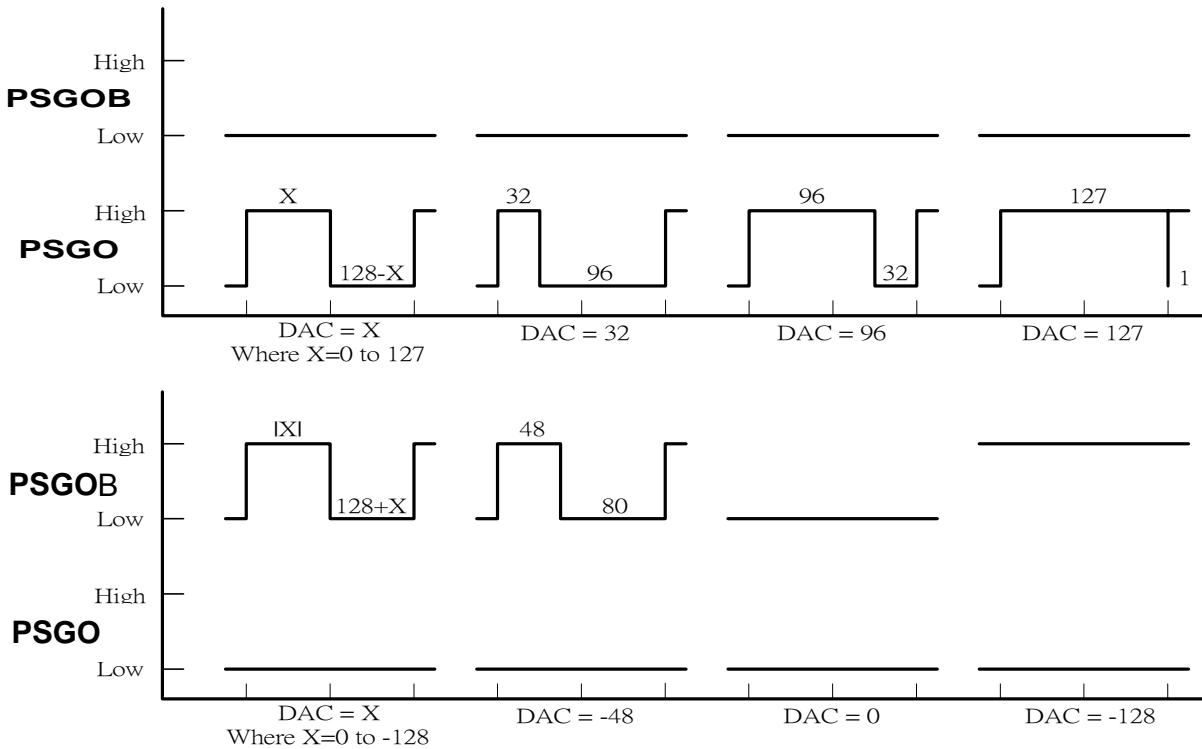 High
PSGOB
Low
X
32
96
127
High
PSGO
128-X
96
32
1
Low
DAC = X
Where X=0 to 127
DAC = 32
DAC = 96
DAC = 127
|X|
48
High
PSGOB
128+X
80
Low
High
PSGO
Low
DAC = X
Where X=0 to -128
DAC = -48
DAC = 0
DAC = -128